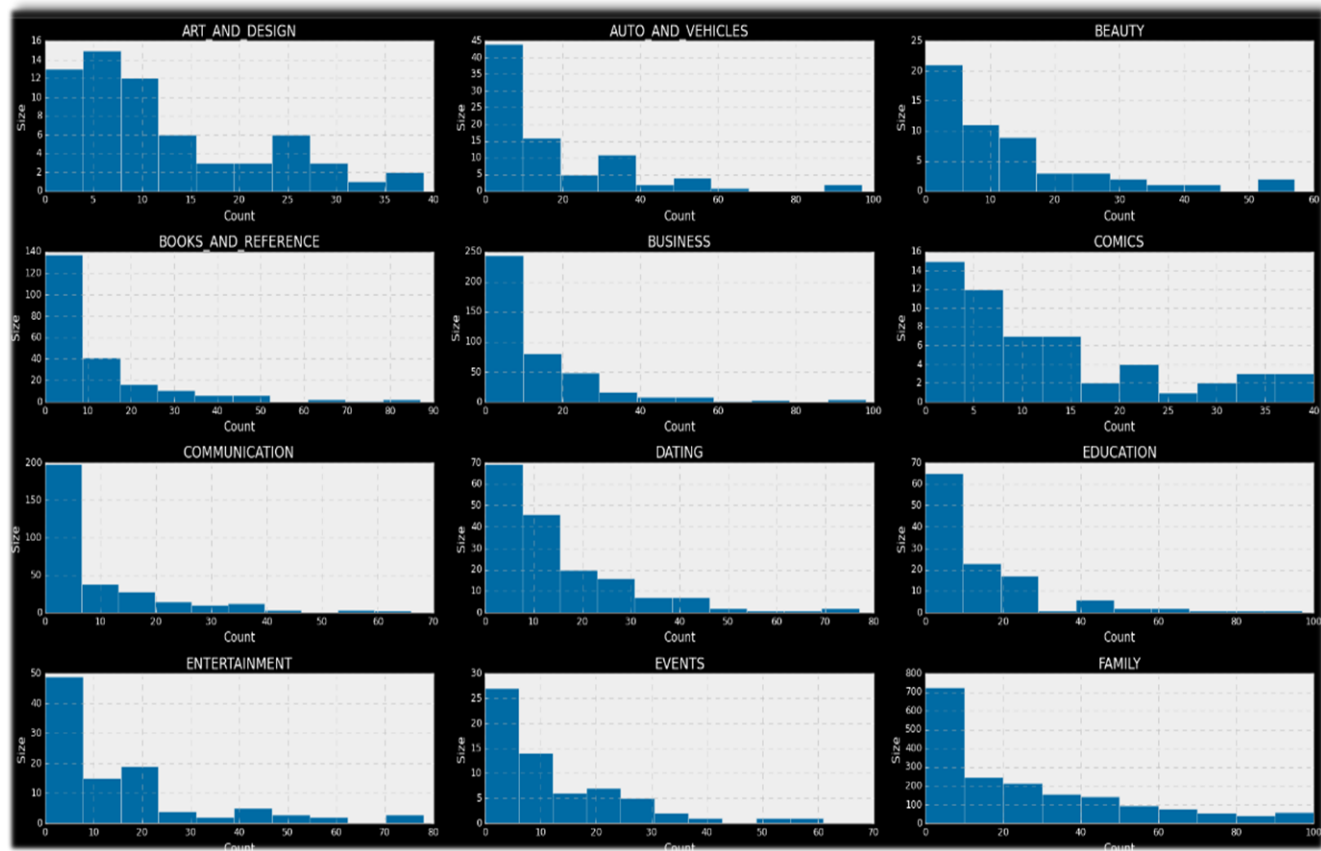 ART_AND_DESIGN
16
14
12
10
8
6
4
2
0
Size
0 5 10 15 20 25 30 35 40
Count
AUTO_AND_VEHICLES
45
40
35
30
25
20
15
10
5
0
Size
0 20 40 60 80 100
Count
BEAUTY
25
20
15
10
5
0
Size
0 10 20 30 40 50 60
Count
BOOKS_AND_REFERENCE
140
120
100
80
60
40
20
0
Size
0 10 20 30 40 50 60 70 80 90
Count
BUSINESS
250
200
150
100
50
0
Size
0 20 40 60 80 100
Count
COMICS
16
14
12
10
8
6
4
2
0
Size
0 5 10 15 20 25 30 35 40
Count
COMMUNICATION
200
150
100
50
0
Size
0 10 20 30 40 50 60 70
Count
DATING
70
60
50
40
30
20
10
0
Size
0 10 20 30 40 50 60 70 80
Count
EDUCATION
70
60
50
40
30
20
10
0
Size
0 20 40 60 80 100
Count
ENTERTAINMENT
50
40
30
20
10
0
Size
0 10 20 30 40 50 60 70 80
Count
EVENTS
30
25
20
15
10
5
0
Size
0 10 20 30 40 50 60 70
Count
FAMILY
800
700
600
500
400
300
200
100
0
Size
0 20 40 60 80 100
Count